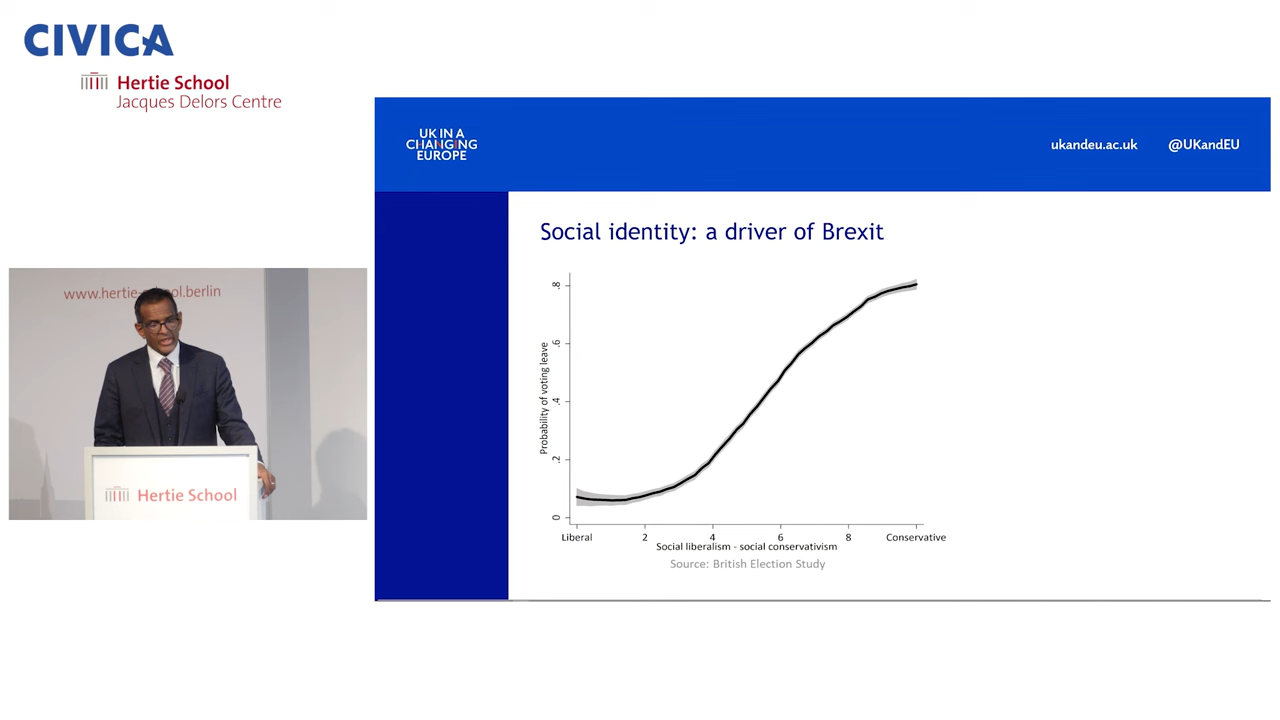 CIVICA
Hertie School
Jacques Delors Centre
UK IN A
CHANGING
EUROPE
ukandeu.ac.uk
@UKandEU
Social identity: a driver of Brexit
Probability of voting leave
.8
.6
.4
.2
0
Liberal
2
4
6
8
Conservative
Social liberalism - social conservativism
Source: British Election Study
www.hertie-school.berlin
Hertie School